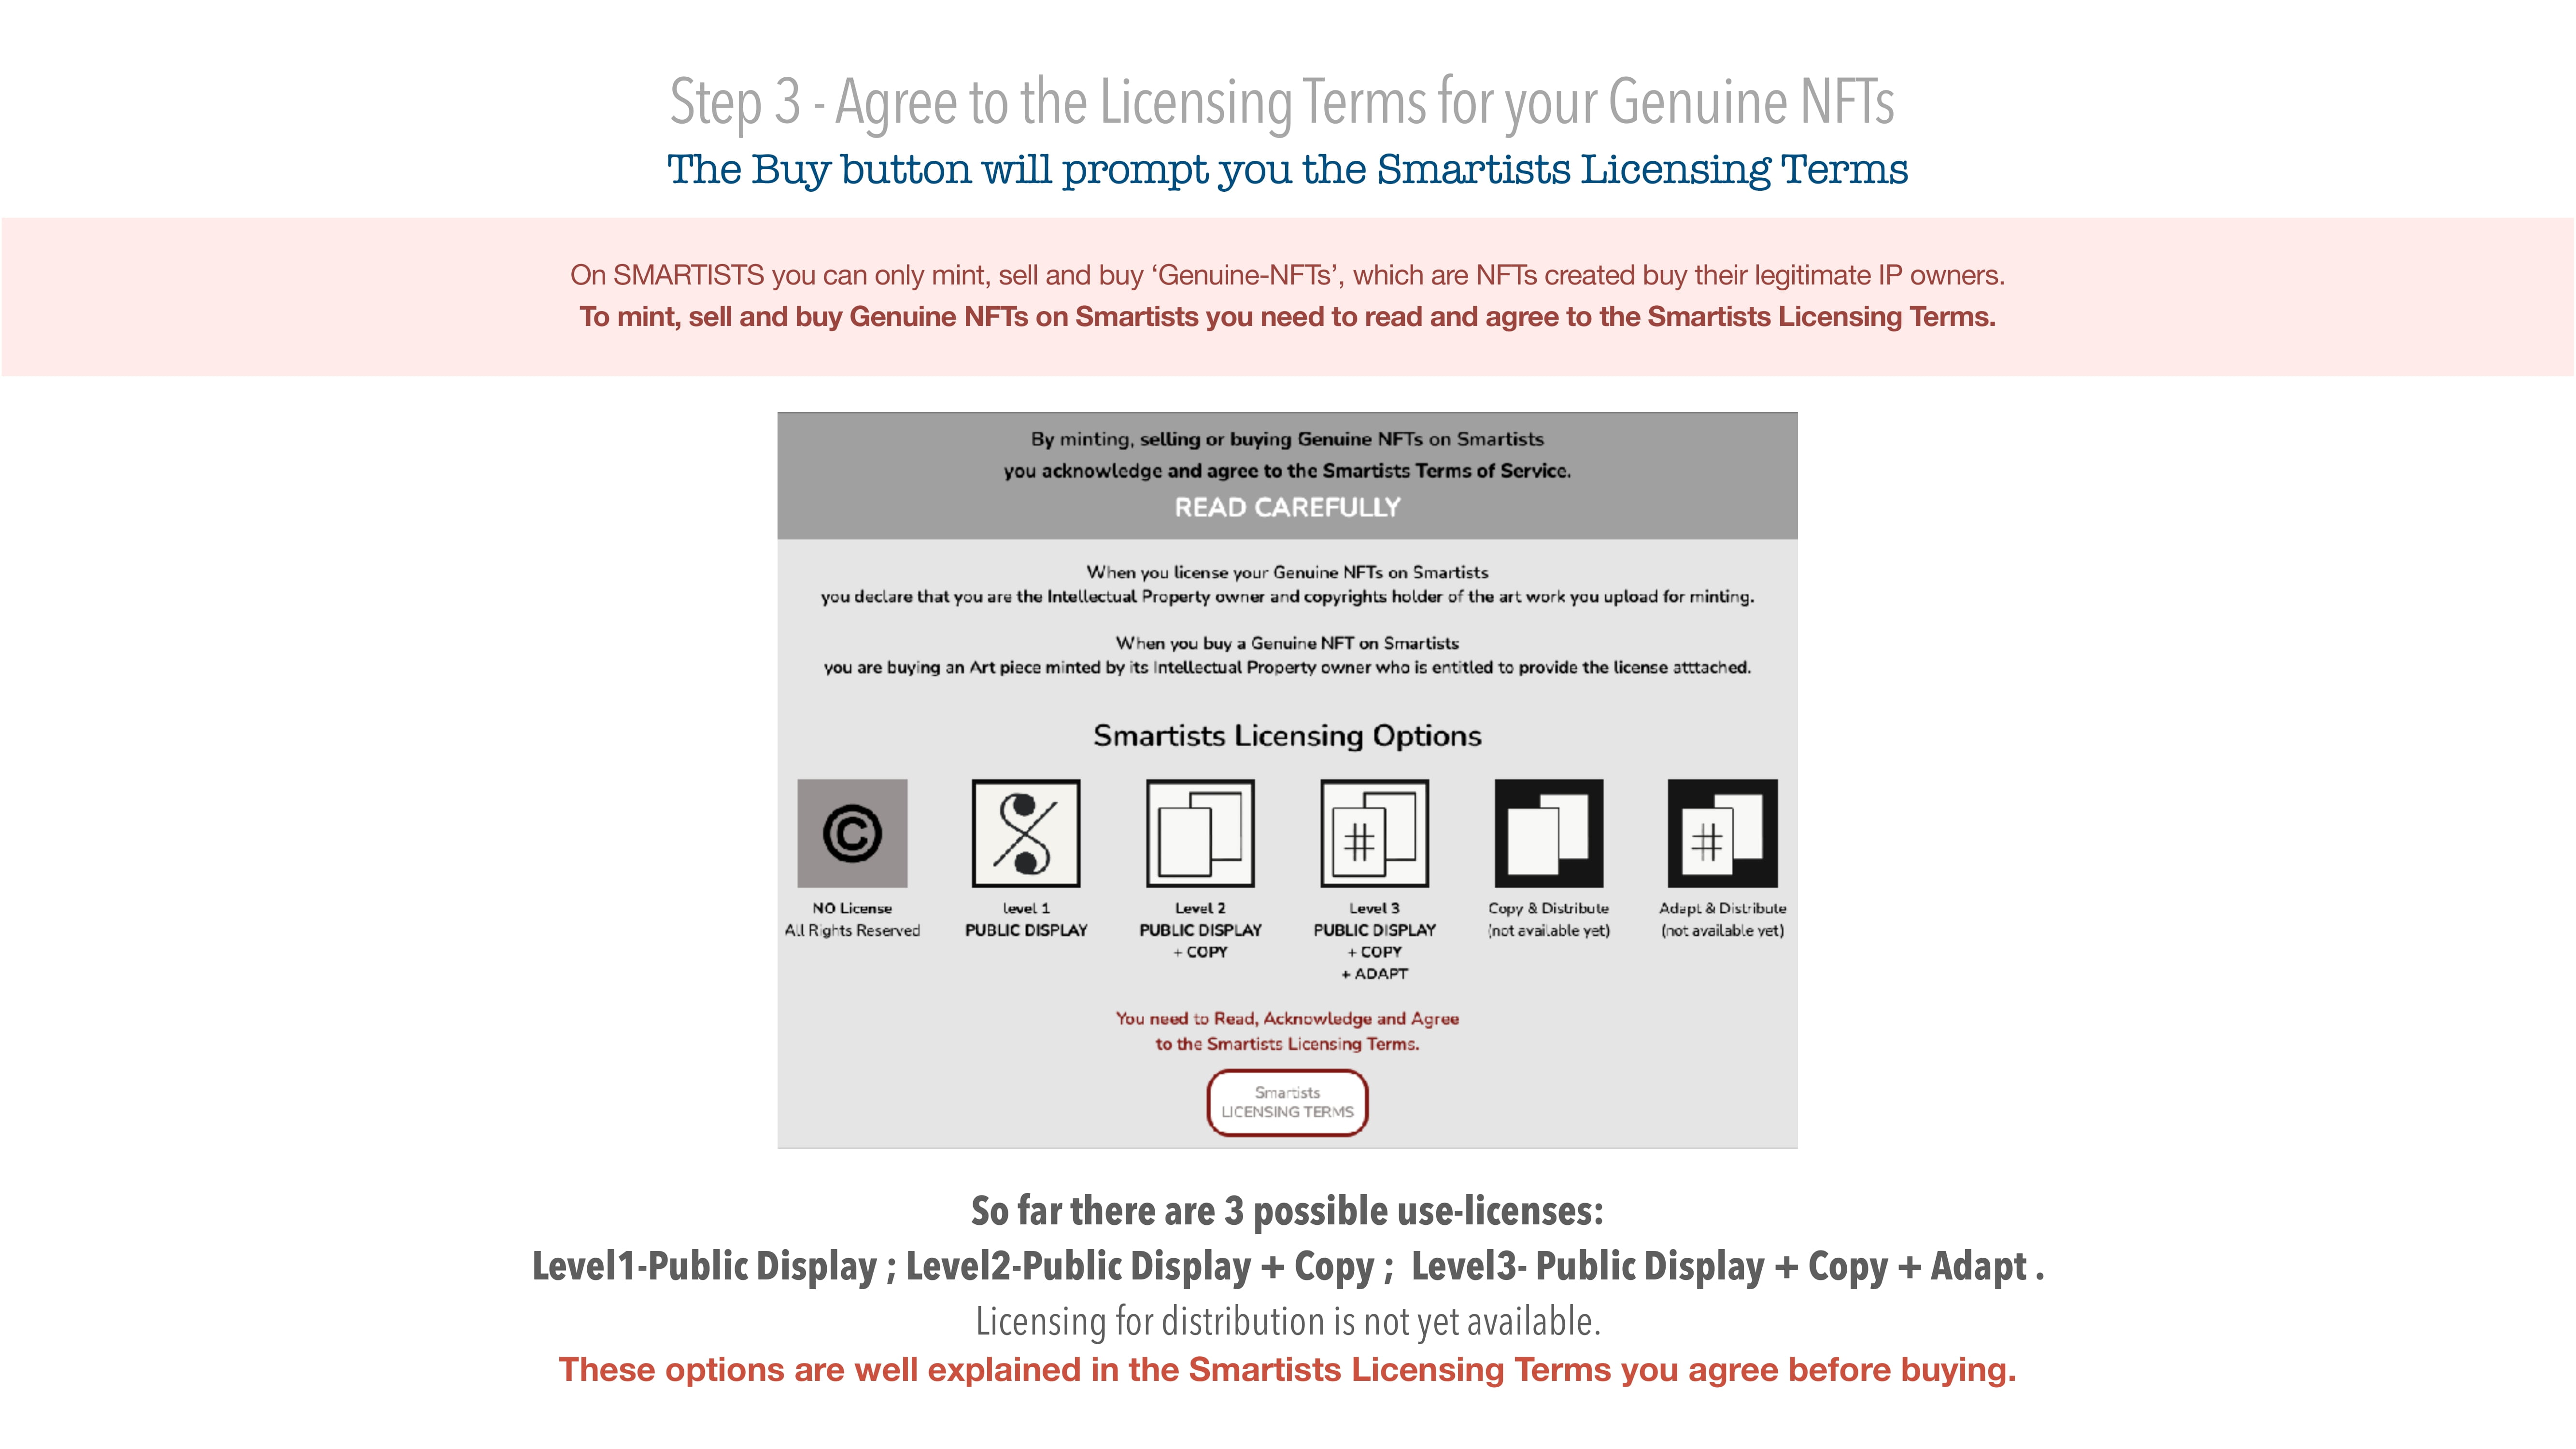 Step 3 - Agree to the Licensing Terms for your Genuine NFTs
The Buy button will prompt you the Smartists Licensing Terms
On SMARTISTS you can only mint, sell and buy ‘Genuine-NFTs’, which are NFTs created buy their legitimate IP owners.
To mint, sell and buy Genuine NFTs on Smartists you need to read and agree to the Smartists Licensing Terms.
By minting, selling or buying Genuine NFTs on Smartists
you acknowledge and agree to the Smartists Terms of Service.
READ CAREFULLY
When you license your Genuine NFTs on Smartists
you declare that you are the Intellectual Property owner and copyrights holder of the art work you upload for minting.
When you buy a Genuine NFT on Smartists
you are buying an Art piece minted by its Intellectual Property owner who is entitled to provide the license atttached.
Smartists Licensing Options
©
#
#
NO License
All Rights Reserved
level 1
PUBLIC DISPLAY
Level 2
PUBLIC DISPLAY
+ COPY
Level 3
PUBLIC DISPLAY
+ COPY
+ ADAPT
Copy & Distribute
(not available yet)
Adapt & Distribute
(not available yet)
You need to Read, Acknowledge and Agree
to the Smartists Licensing Terms.
Smartists
LICENSING TERMS
So far there are 3 possible use-licenses:
Level1-Public Display ; Level2-Public Display + Copy ; Level3- Public Display + Copy + Adapt .
Licensing for distribution is not yet available.
These options are well explained in the Smartists Licensing Terms you agree before buying.